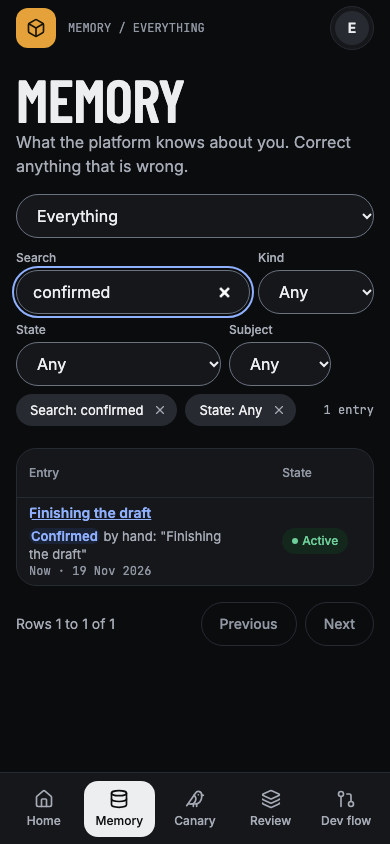 MEMORY / EVERYTHING
E
MEMORY
What the platform knows about you. Correct
anything that is wrong.
Everything
Search
Kind
confirmed
Any
State
Subject
Any
Any
Search: confirmed
State: Any
1 entry
Entry
State
Finishing the draft
Confirmed by hand: "Finishing
the draft"
Now · 19 Nov 2026
Active
Rows 1 to 1 of 1
Previous
Next
Home
Memory
Canary
Review
Dev flow